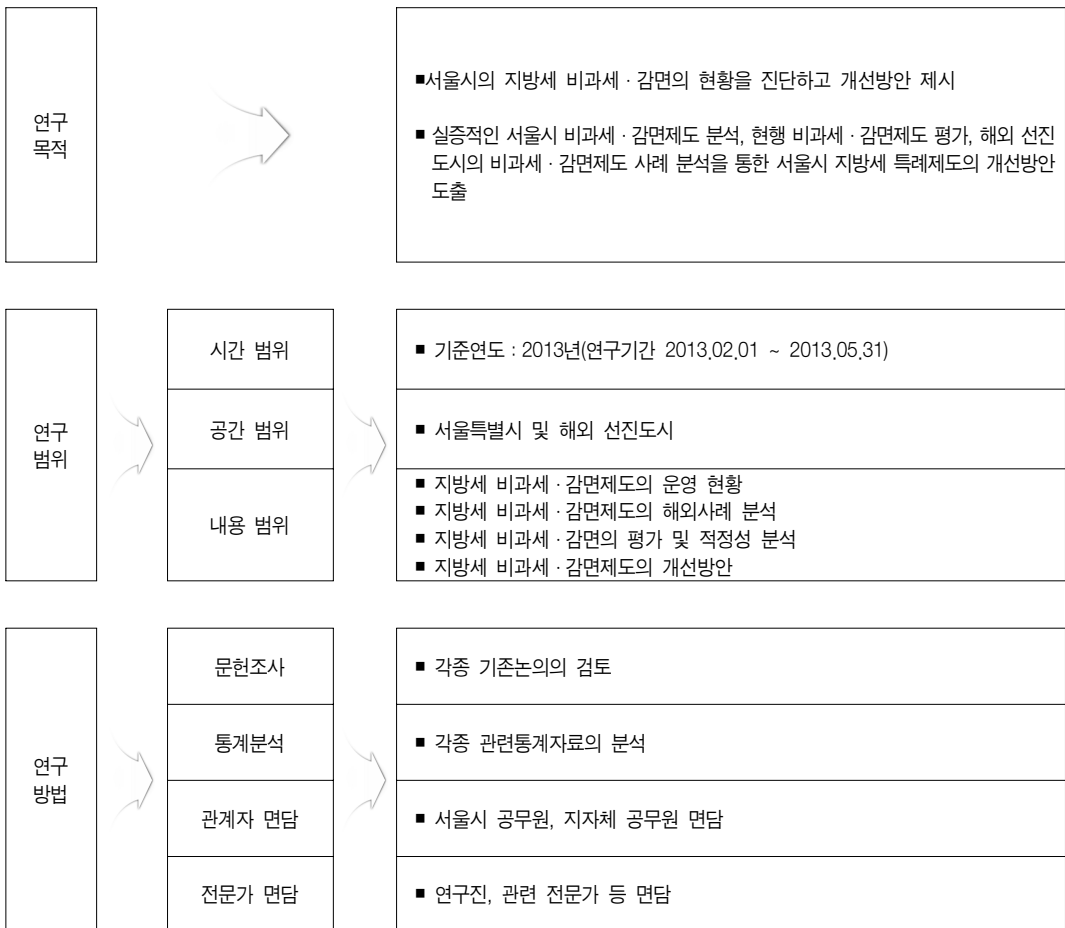 연구
목적
■서울시의 지방세 비과세·감면의 현황을 진단하고 개선방안 제시
■ 실증적인 서울시 비과세·감면제도 분석, 현행 비과세·감면제도 평가, 해외 선진
도시의 비과세·감면제도 사례 분석을 통한 서울시 지방세 특례제도의 개선방안
도출
연구
범위
시간 범위
■ 기준연도 : 2013년(연구기간 2013.02.01 ~ 2013.05.31)
공간 범위
■ 서울특별시 및 해외 선진도시
내용 범위
■ 지방세 비과세·감면제도의 운영 현황
■ 지방세 비과세·감면제도의 해외사례 분석
■ 지방세 비과세·감면의 평가 및 적정성 분석
■ 지방세 비과세·감면제도의 개선방안
연구
방법
문헌조사
■ 각종 기존논의의 검토
통계분석
■ 각종 관련통계자료의 분석
관계자 면담
■ 서울시 공무원, 지자체 공무원 면담
전문가 면담
■ 연구진, 관련 전문가 등 면담